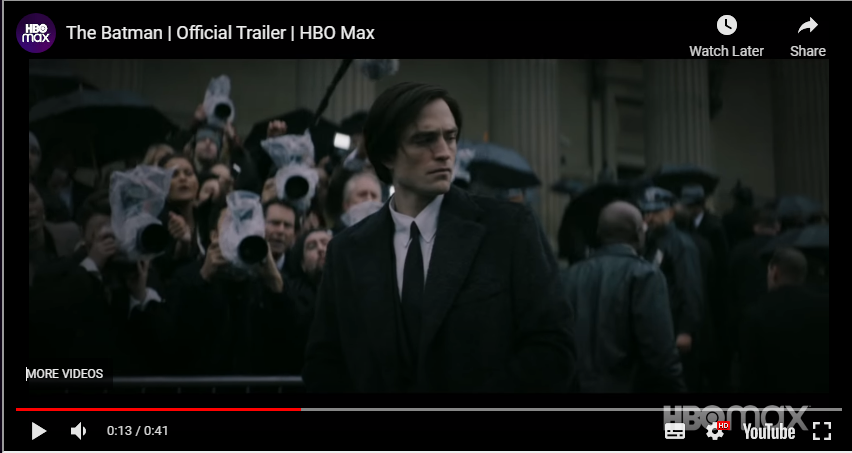 HBO
max
The Batman | Official Trailer | HBO Max
Watch Later
Share
MORE VIDEOS
HBOMAX
0:13 / 0:41
HD
YouTube